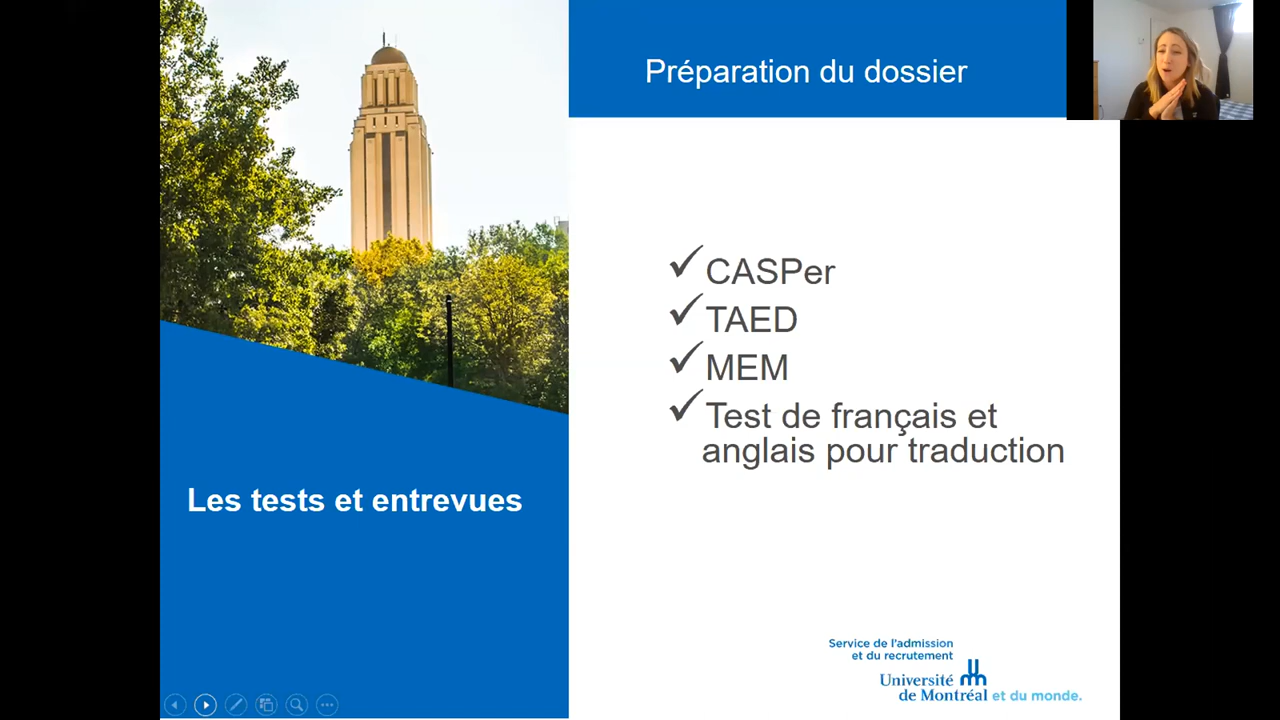 Préparation du dossier
CASPer
TAED
MEM
Test de français et
anglais pour traduction
Les tests et entrevues
Service de l'admission
et du recrutement
Université
de Montréal et du monde.